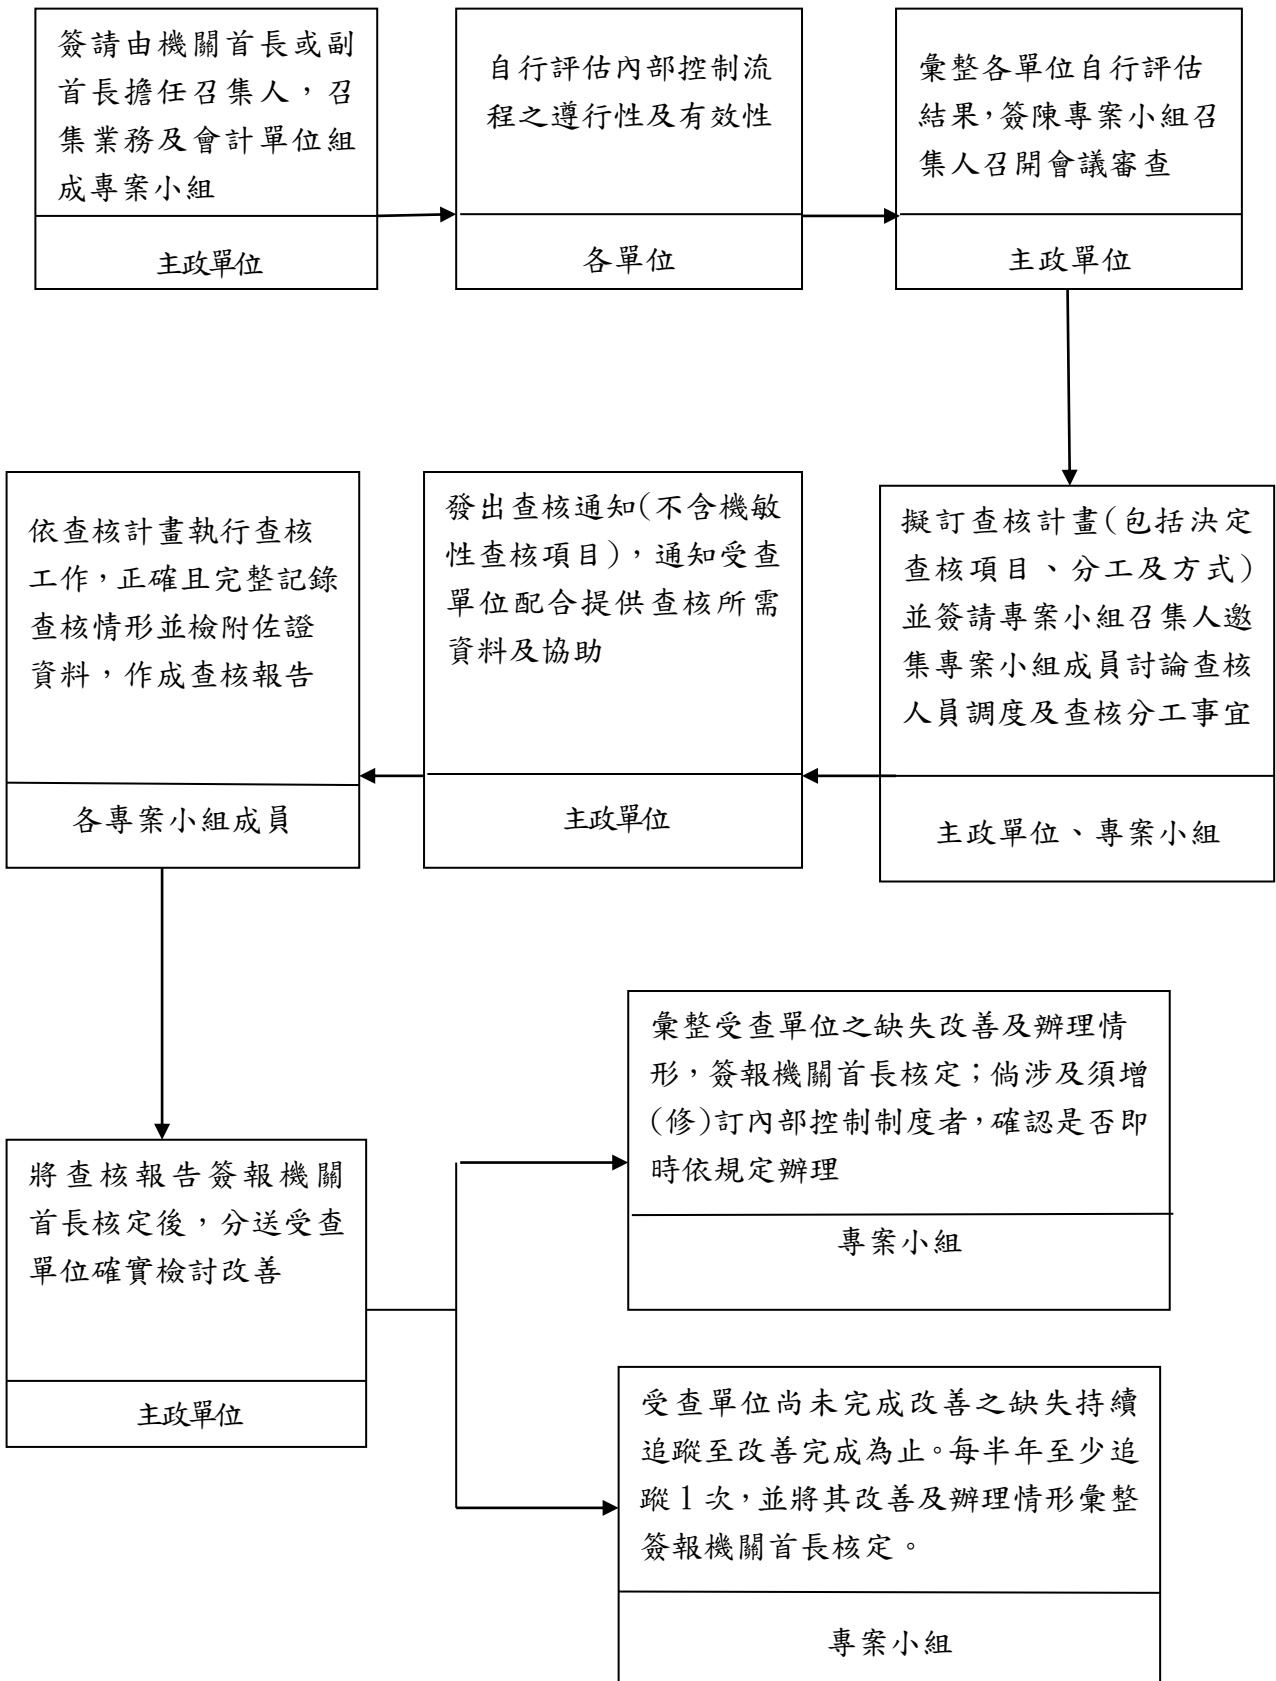 簽請由機關首長或副
首長擔任召集人，召
集業務及會計單位組
成專案小組
主政單位
自行評估內部控制流
程之遵行性及有效性
各單位
彙整各單位自行評估
結果，簽陳專案小組召
集人召開會議審查
主政單位
擬訂查核計畫(包括決定
查核項目、分工及方式)
並簽請專案小組召集人邀
集專案小組成員討論查核
人員調度及查核分工事宜
主政單位、專案小組
發出查核通知(不含機敏
性查核項目)，通知受查
單位配合提供查核所需
資料及協助
主政單位
依查核計畫執行查核
工作，正確且完整記錄
查核情形並檢附佐證
資料，作成查核報告
各專案小組成員
將查核報告簽報機關
首長核定後，分送受查
單位確實檢討改善
主政單位
彙整受查單位之缺失改善及辦理情
形，簽報機關首長核定；倘涉及須增
(修)訂內部控制制度者，確認是否即
時依規定辦理
專案小組
受查單位尚未完成改善之缺失持續
追蹤至改善完成為止。每半年至少追
蹤1次，並將其改善及辦理情形彙整
簽報機關首長核定。
專案小組